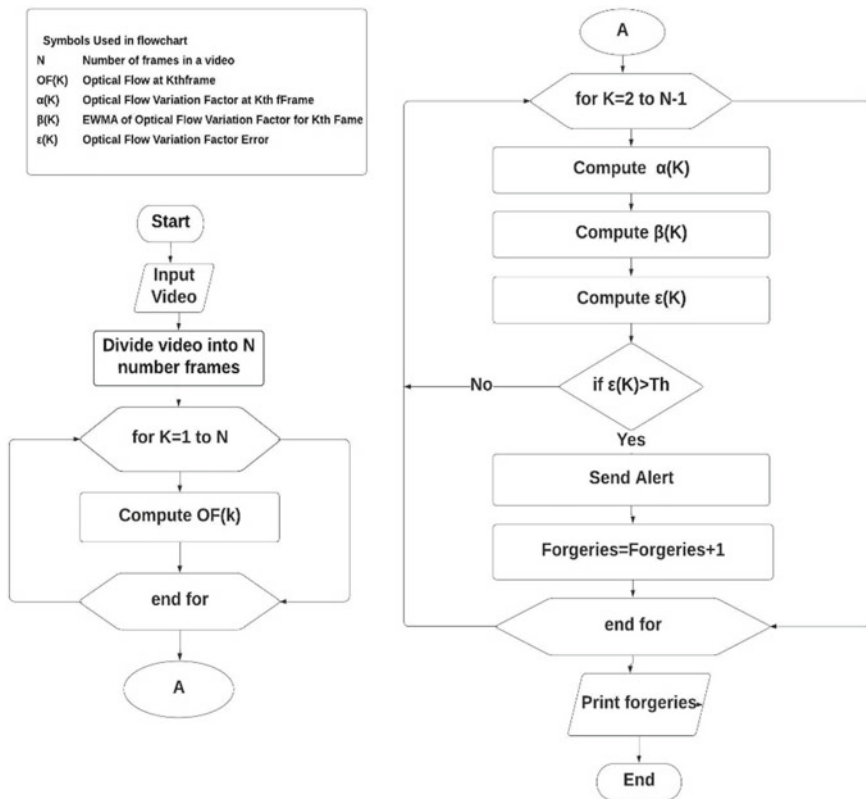 Symbols Used in flowchart
N Number of frames in a video
OF(K) Optical Flow at Kthframe
α(K) Optical Flow Variation Factor at Kth fFrame
β(K) EWMA of Optical Flow Variation Factor for Kth Fame
ε(K) Optical Flow Variation Factor Error
Start
Input
Video
Divide video into N
number frames
for K=1 to N
Compute OF(k)
end for
A
A
for K=2 to N-1
Compute α(K)
Compute β(K)
Compute ε(K)
if ε(K)>Th
No
Yes
Send Alert
Forgeries=Forgeries+1
end for
Print forgeries
End